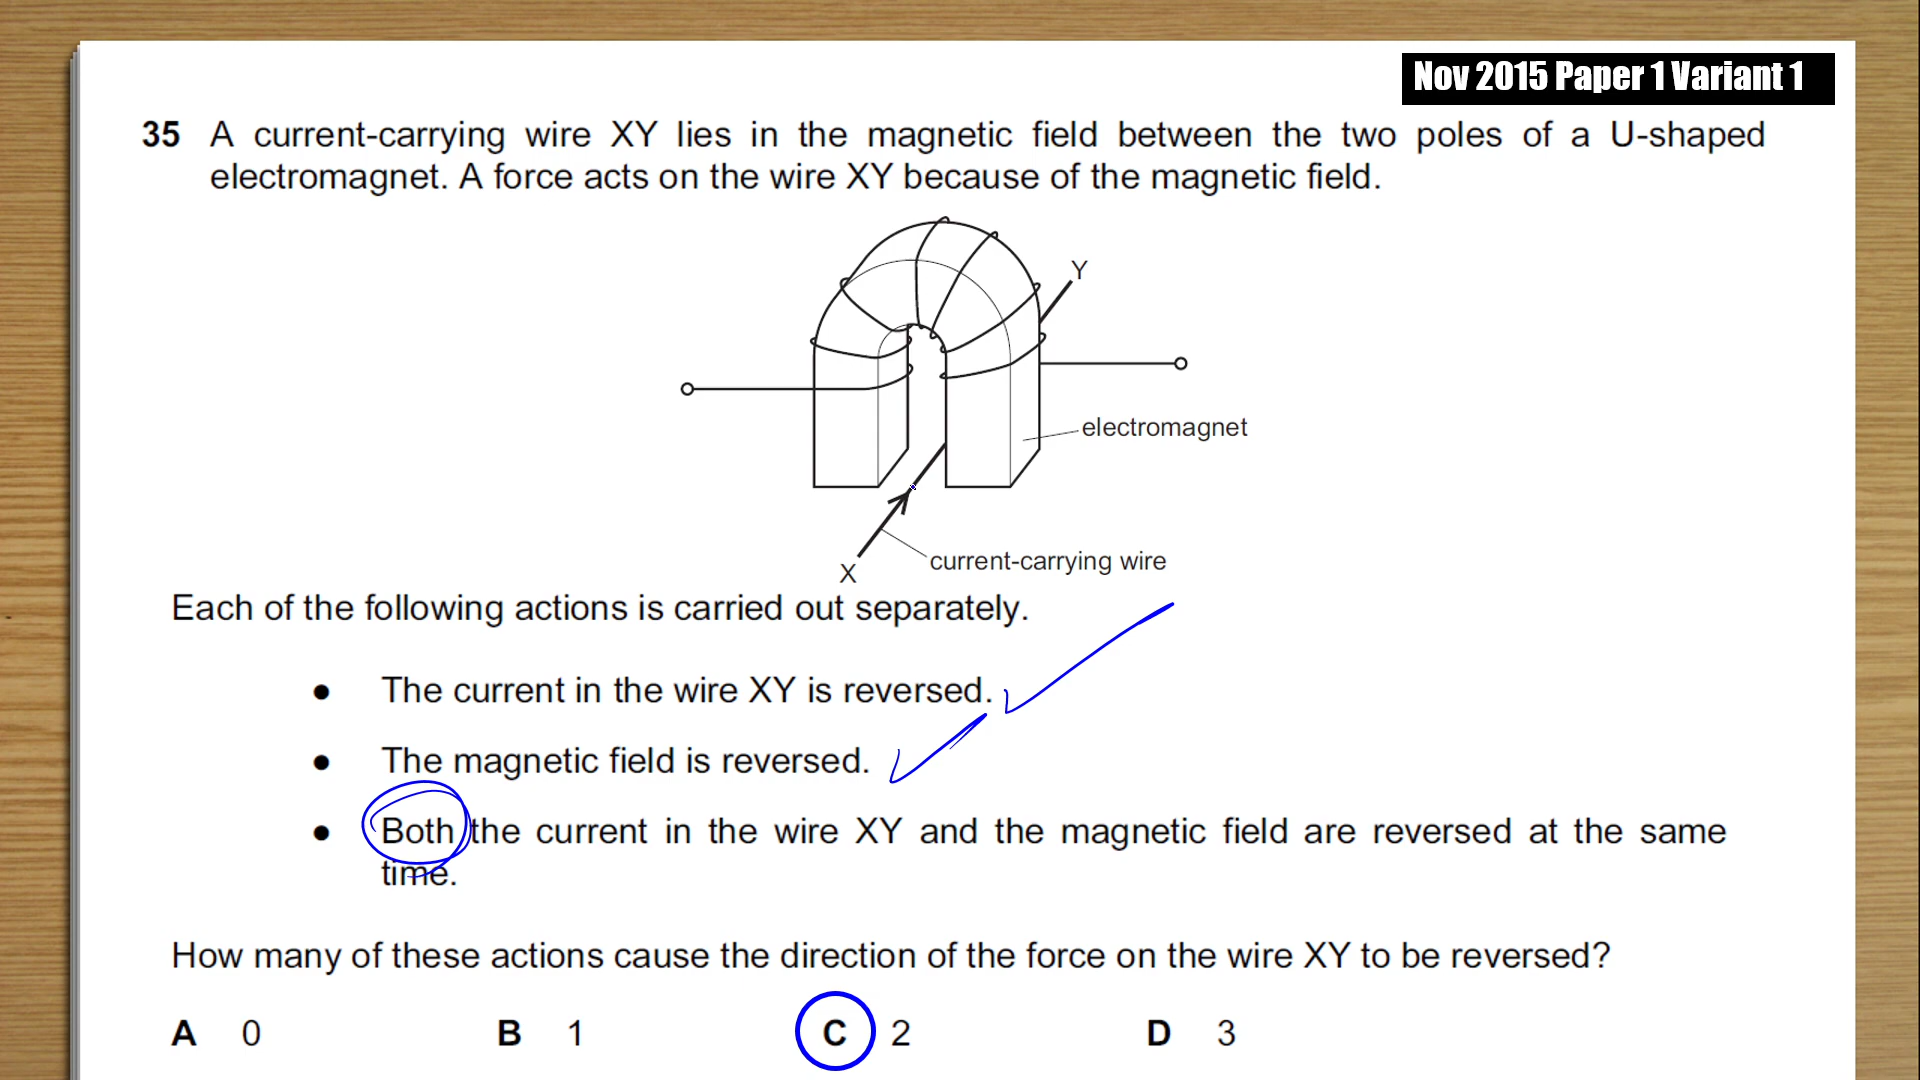 Nov 2015 Paper 1 Variant 1
35 A current-carrying wire XY lies in the magnetic field between the two poles of a U-shaped
electromagnet. A force acts on the wire XY because of the magnetic field.
Y
electromagnet
current-carrying wire
X
Each of the following actions is carried out separately.
● The current in the wire XY is reversed.
● The magnetic field is reversed.
● Both the current in the wire XY and the magnetic field are reversed at the same
time.
How many of these actions cause the direction of the force on the wire XY to be reversed?
A 0 B 1 C 2 D 3